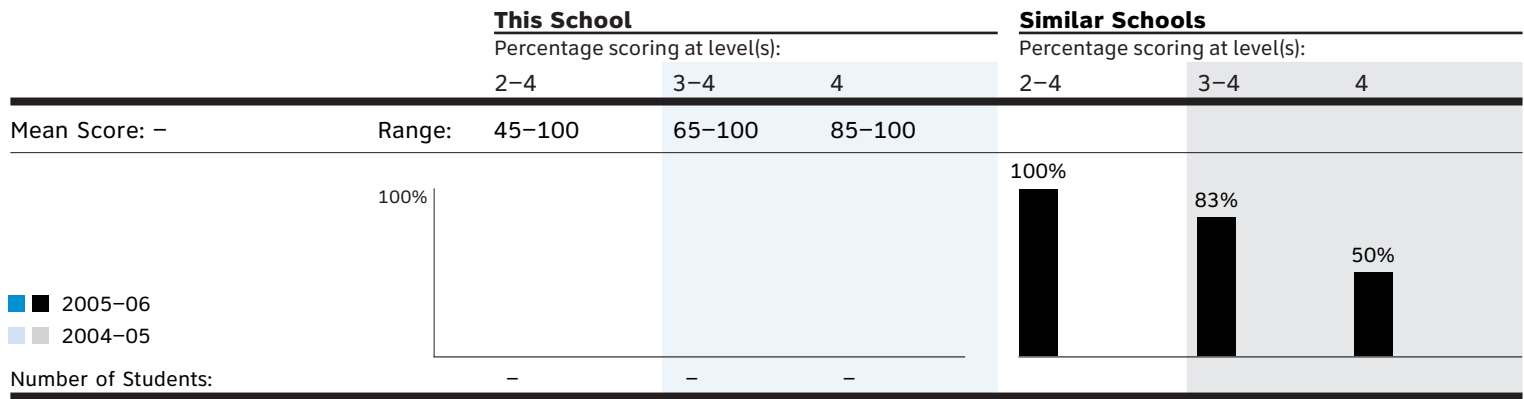 This School Similar Schools
Percentage scoring at level(s): Percentage scoring at level(s):
2–4 3–4 4 2–4 3–4 4
Mean Score: – Range: 45–100 65–100 85–100
100%
83%
100%
50%
2005–06
2004–05
Number of Students: – – –